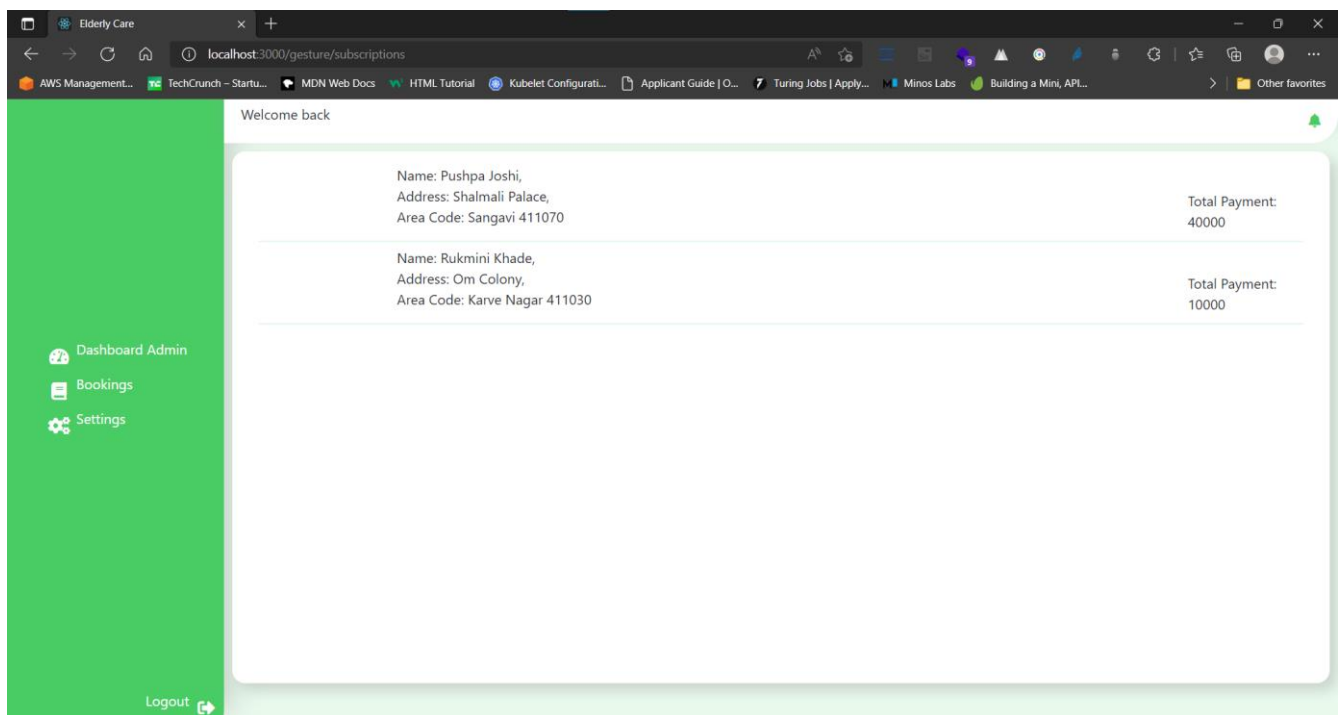 Elderly Care
localhost:3000/gesture/subscriptions
9
AWS Management... TechCrunch – Startu... MDN Web Docs HTML Tutorial Kubelet Configurati... Applicant Guide | O... Turing Jobs | Apply... Minos Labs Building a Mini, API... Other favorites
Welcome back
Name: Pushpa Joshi,
Address: Shalmali Palace,
Area Code: Sangavi 411070
Total Payment:
40000
Name: Rukmini Khade,
Address: Om Colony,
Area Code: Karve Nagar 411030
Total Payment:
10000
Dashboard Admin
Bookings
Settings
Logout